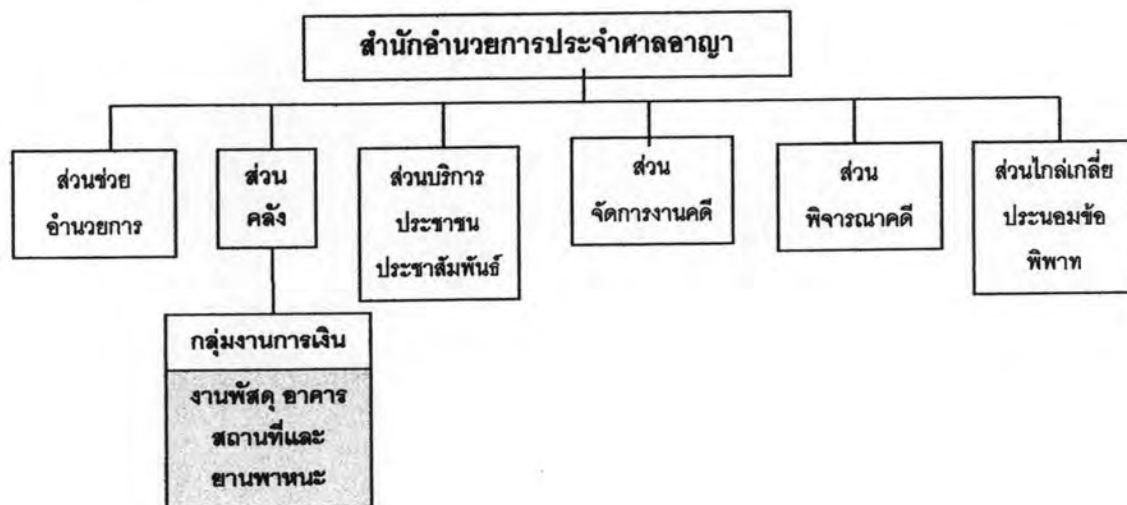 สำนักอำนวยการประจำศาลอาญา
ส่วนช่วย
อำนวยการ
ส่วน
คลัง
ส่วนบริการ
ประชาชน
ประชาสัมพันธ์
ส่วน
จัดการงานคดี
ส่วน
พิจารณาคดี
ส่วนไกล่เกลี่ย
ประนอมข้อ
พิพาท
กลุ่มงานการเงิน
งานพัสดุ อาคาร
สถานที่และ
ยานพาหนะ